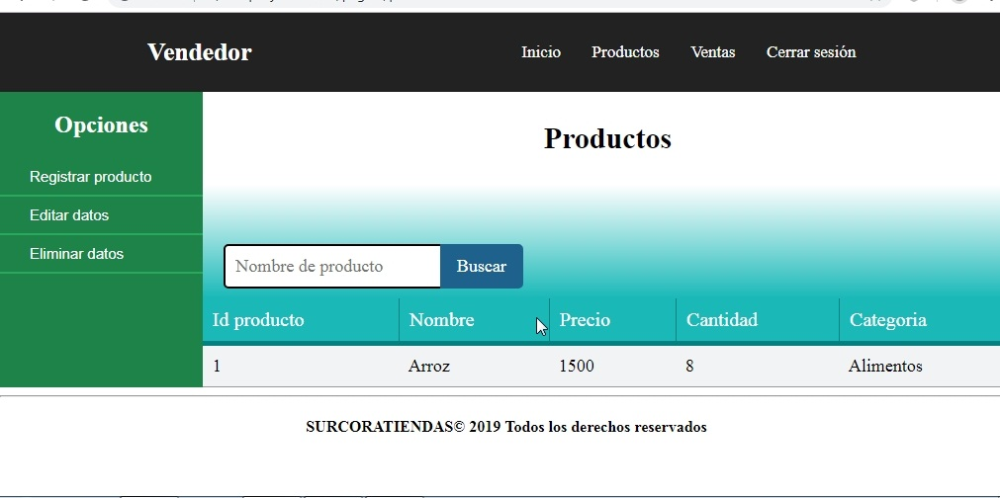 Vendedor
Inicio Productos Ventas Cerrar sesión
Opciones
Registrar producto
Editar datos
Eliminar datos
Productos
Nombre de producto Buscar
Id producto Nombre Precio Cantidad Categoria
1 Arroz 1500 8 Alimentos
SURCORATIENDAS© 2019 Todos los derechos reservados